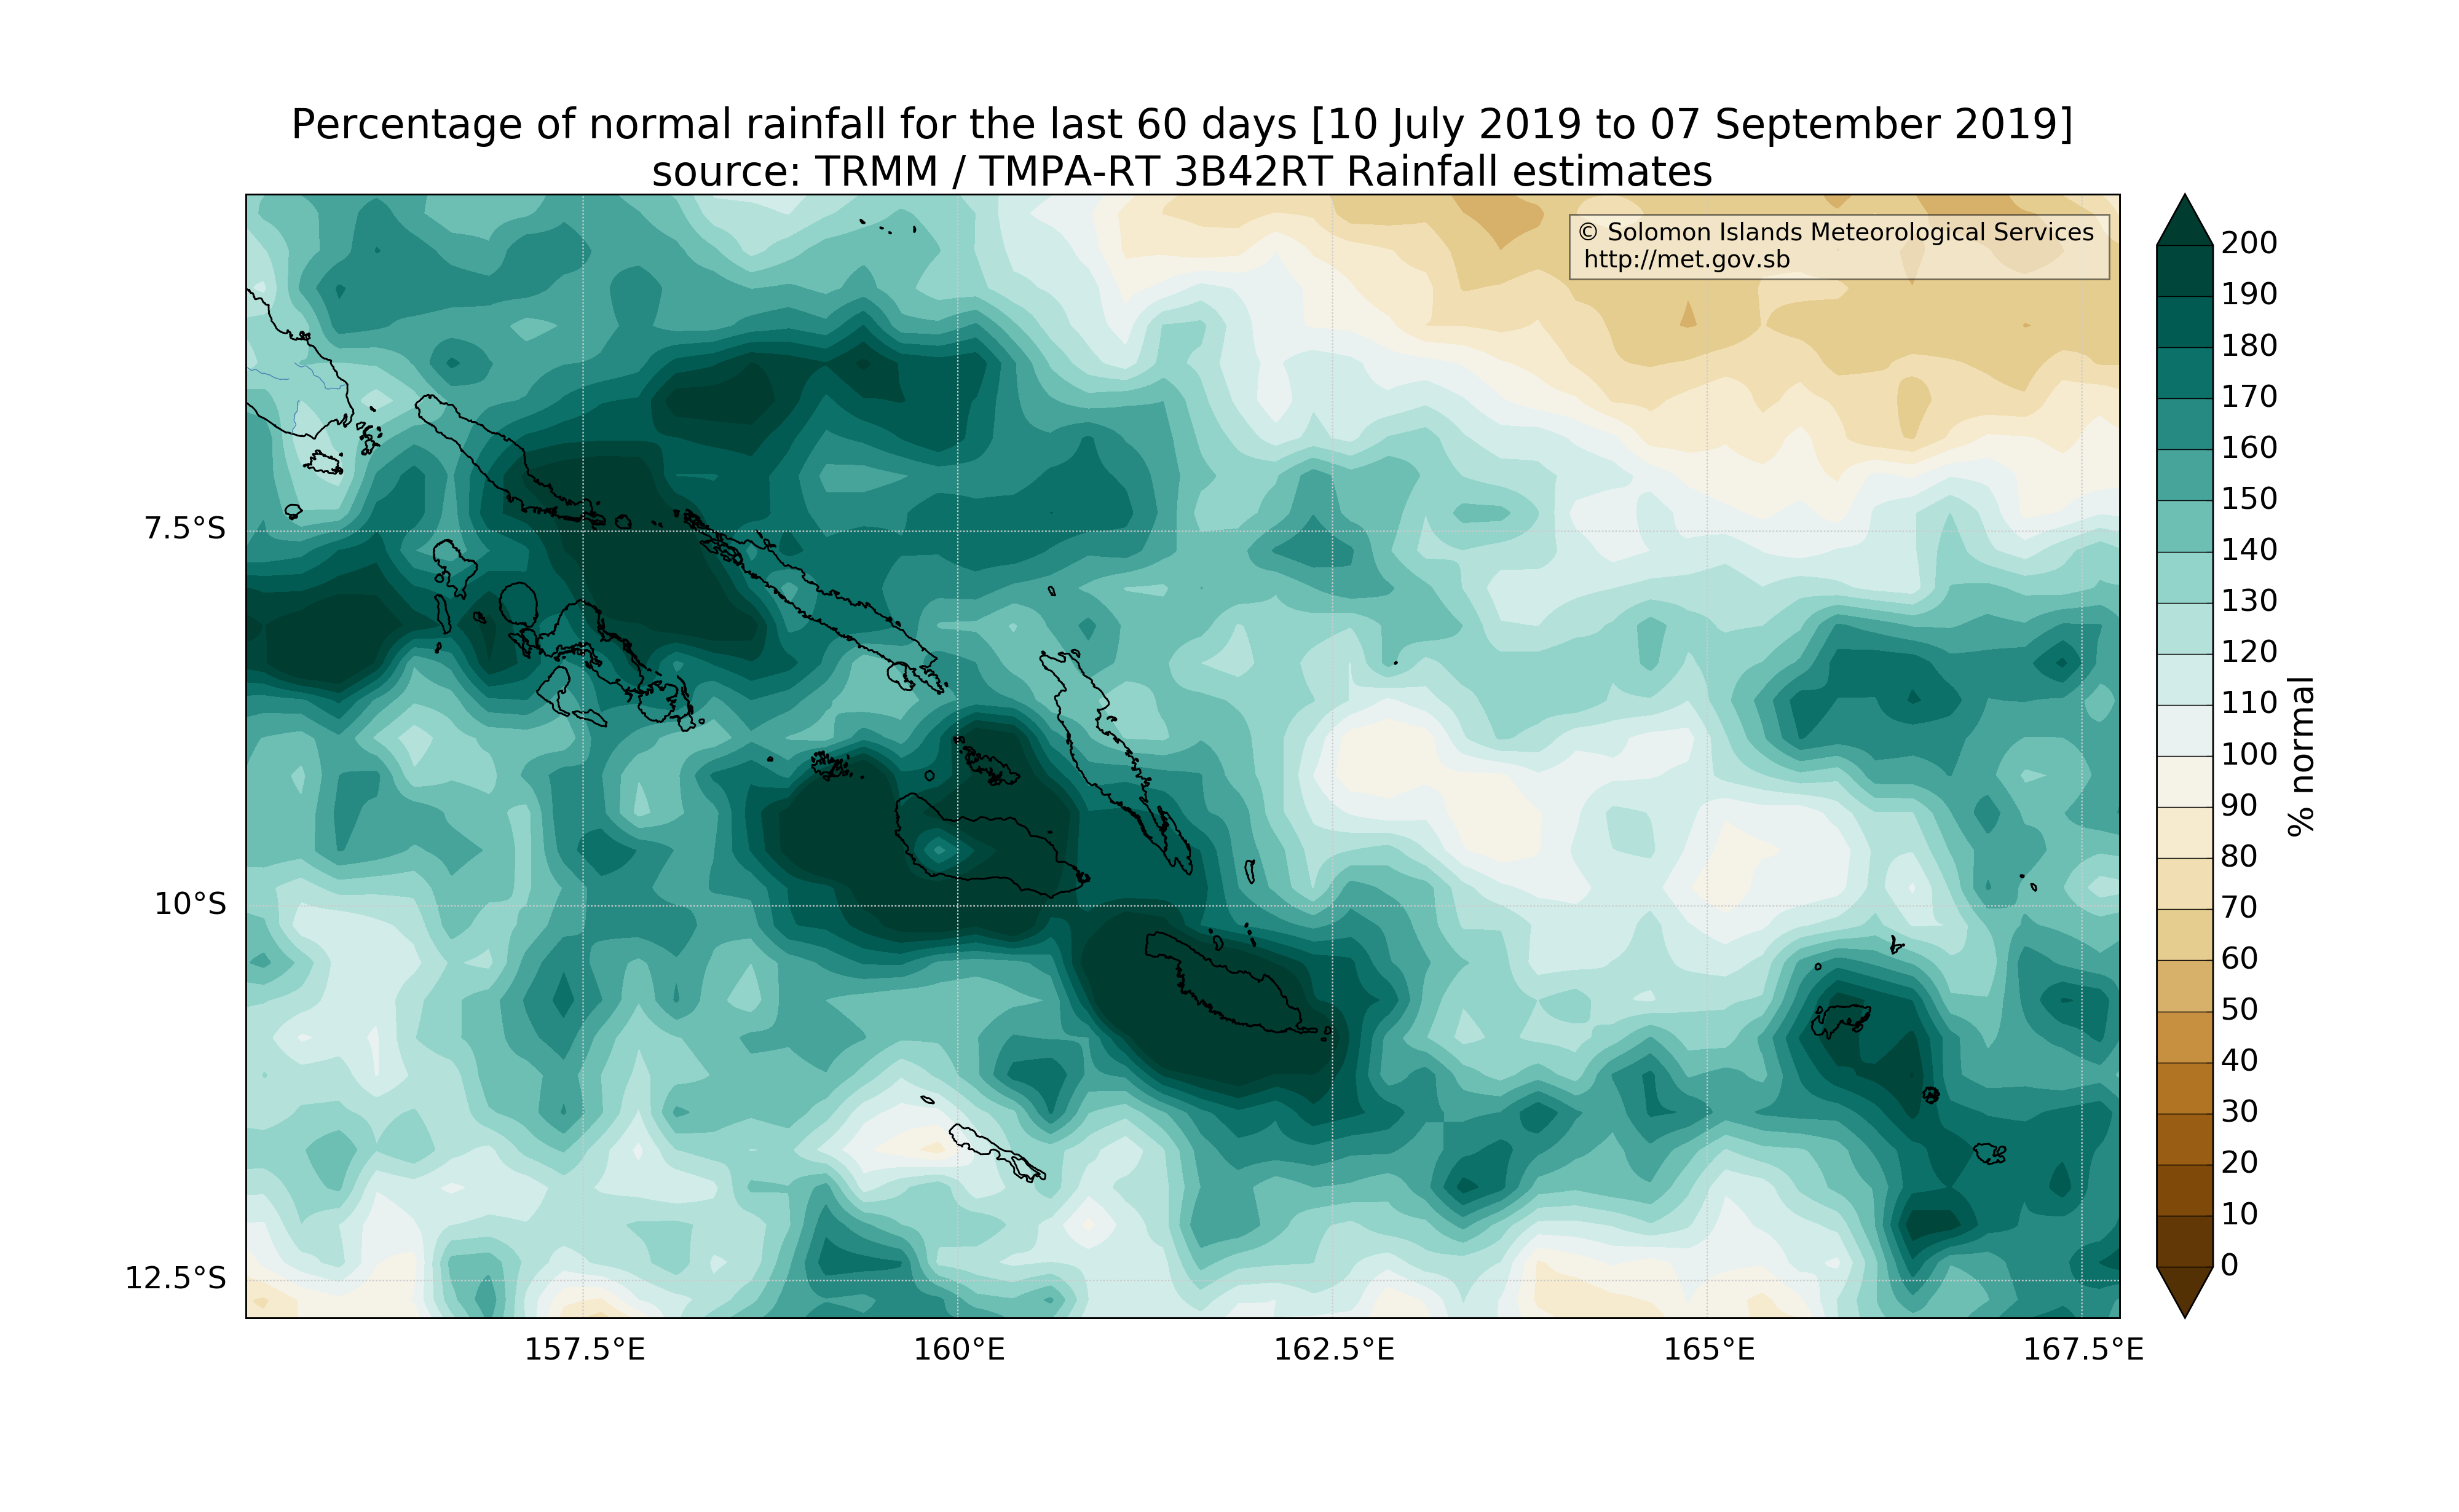 Percentage of normal rainfall for the last 60 days [10 July 2019 to 07 September 2019]
source: TRMM / TMPA-RT 3B42RT Rainfall estimates
© Solomon Islands Meteorological Services
http://met.gov.sb
7.5°S
10°S
12.5°S
157.5°E
160°E
162.5°E
165°E
167.5°E
200
190
180
170
160
150
140
130
120
110
100
90
80
70
60
50
40
30
20
10
0
% normal